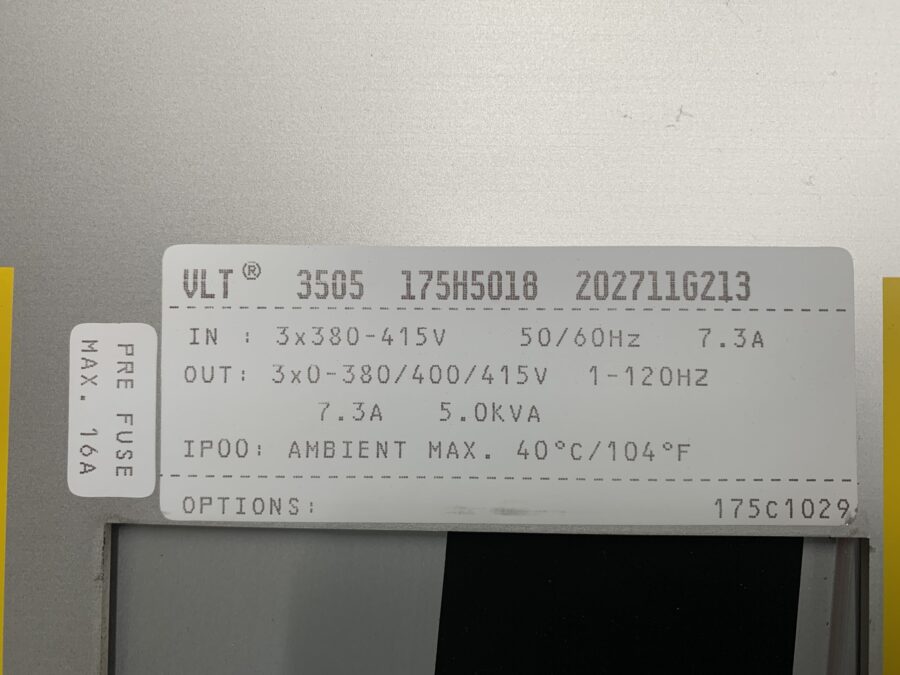 VLT® 3505 175H5018 202711G213
IN : 3x380-415V 50/60Hz 7.3A
OUT: 3x0-380/400/415V 1-120HZ
7.3A 5.0KVA
IP00: AMBIENT MAX. 40°C/104°F
OPTIONS: 175C1029
PRE FUSE
MAX. 16A